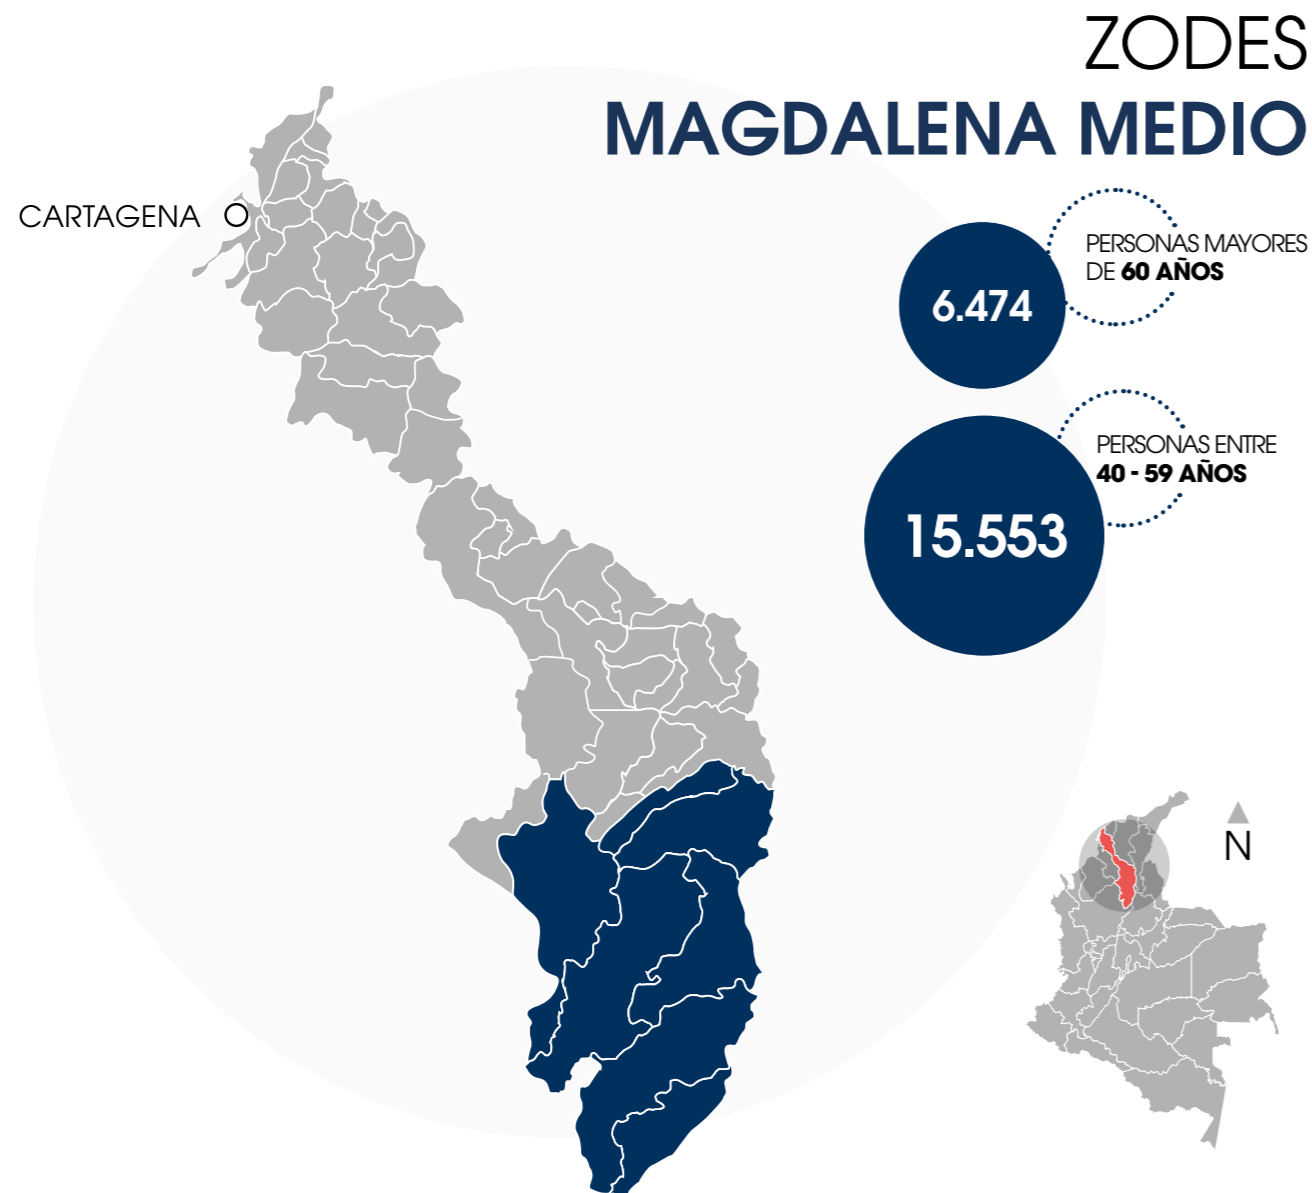 ZODES
MAGDALENA MEDIO
CARTAGENA
6.474
PERSONAS MAYORES
DE 60 AÑOS
15.553
PERSONAS ENTRE
40 - 59 AÑOS
N